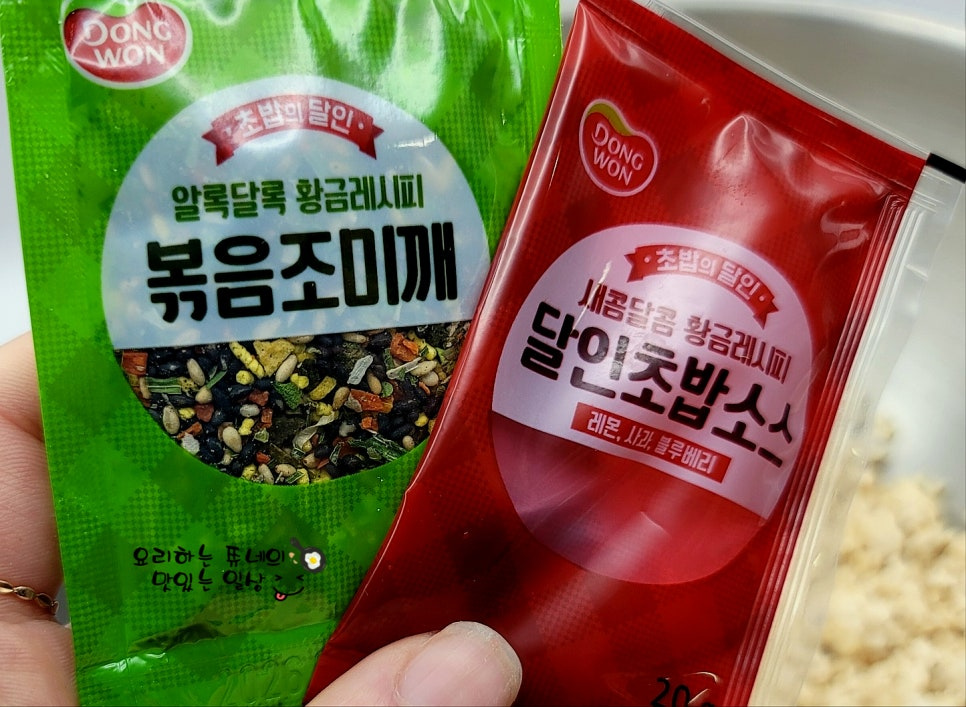 DONG
WON
초밥의 달인
알록달록 황금레시피
볶음조미깨
요리하는 퓨네의
맛있는 일상
DONG
WON
초밥의 달인
새콤달콤 황금레시피
달인초밥소스
레몬, 사과, 블루베리